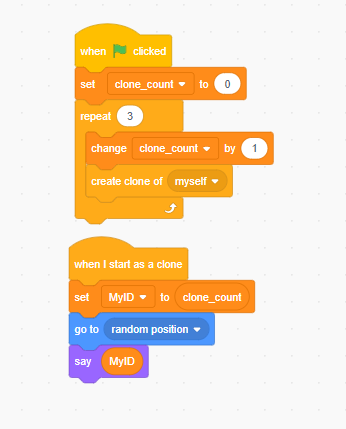 when clicked
set clone_count to 0
repeat 3
change clone_count by 1
create clone of myself
when I start as a clone
set MyID to clone_count
go to random position
say MyID